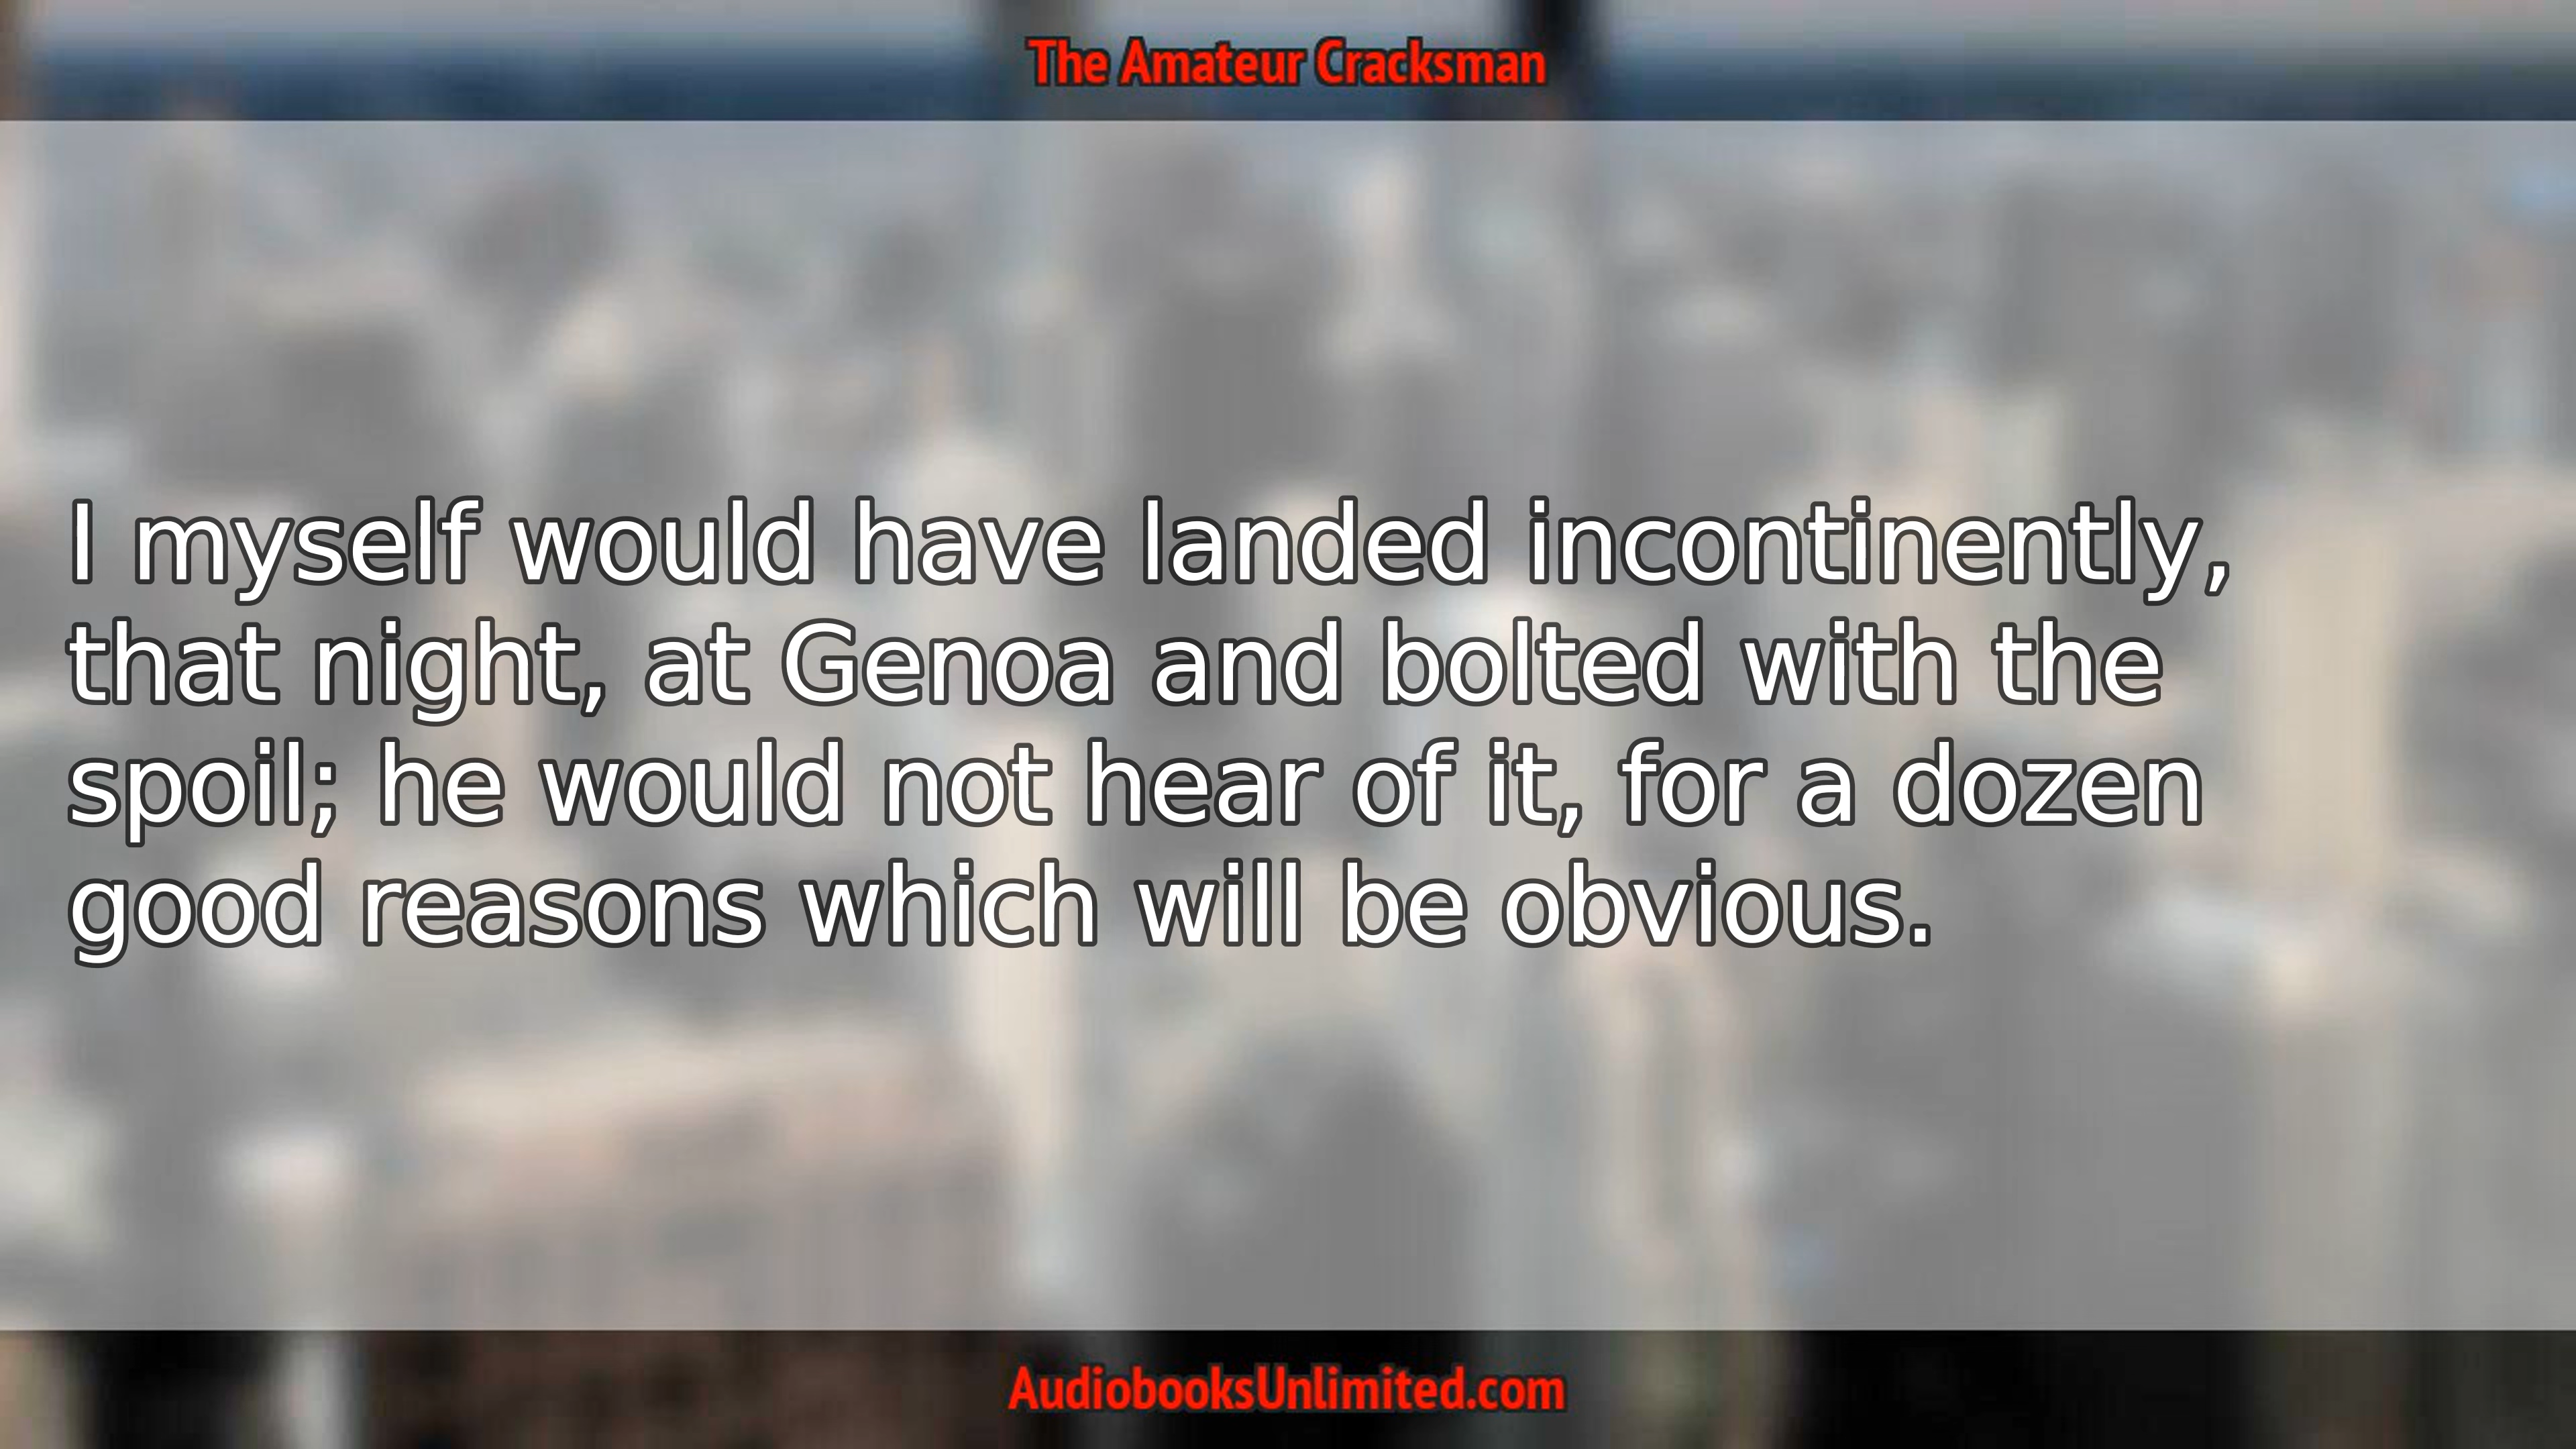 The Amateur Cracksman
I myself would have landed incontinently,
that night, at Genoa and bolted with the
spoil; he would not hear of it, for a dozen
good reasons which will be obvious.
AudiobooksUnlimited.com